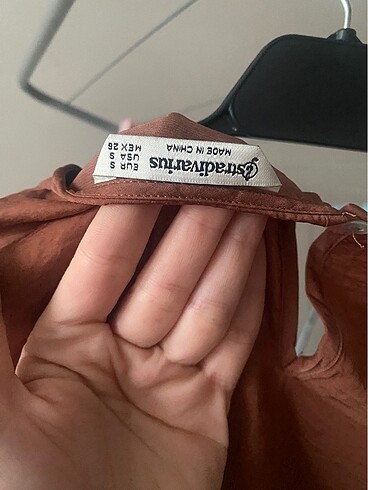 Stradivarius
MADE IN CHINA
EUR S
USA S
MEX 26